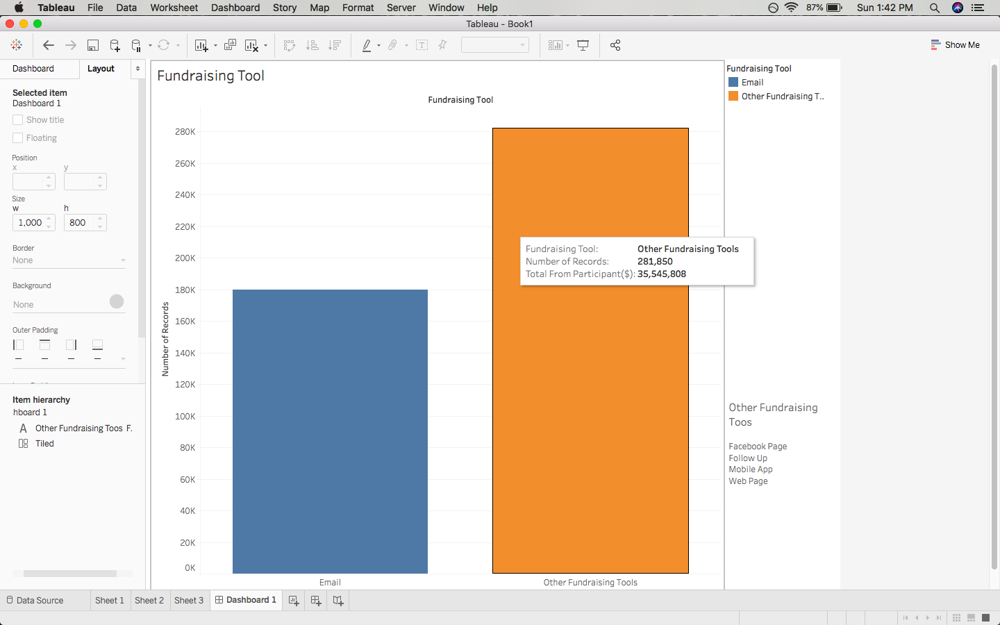 Tableau File Data Worksheet Dashboard Story Map Format Server Window Help 87% Sun 1:42 PM
Tableau - Book1
Show Me
Dashboard Layout
Selected item
Dashboard 1
Show title
Floating
Position
x y
Size
w h
1,000 800
Border
None
Background
None
Outer Padding
Item hierarchy
hboard 1
Other Fundraising Toos F.
Tiled
Fundraising Tool
Fundraising Tool
280K
260K
240K
220K
200K
180K
160K
140K
120K
100K
80K
60K
40K
20K
0K
Number of Records
Email Other Fundraising Tools
Fundraising Tool: Other Fundraising Tools
Number of Records: 281,850
Total From Participant($): 35,545,808
Fundraising Tool
Email
Other Fundraising T..
Other Fundraising
Toos
Facebook Page
Follow Up
Mobile App
Web Page
Data Source Sheet 1 Sheet 2 Sheet 3 Dashboard 1